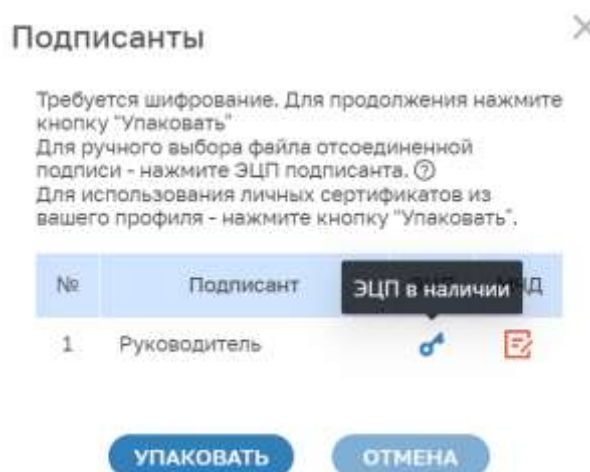 Подписанты
Требуется шифрование. Для продолжения нажмите
кнопку "Упаковать"
Для ручного выбора файла отсоединенной
подписи - нажмите ЭЦП подписанта.
Для использования личных сертификатов из
вашего профиля - нажмите кнопку "Упаковать".
№ Подписант
ЭЦП в наличии
1 Руководитель
УПАКОВАТЬ ОТМЕНА